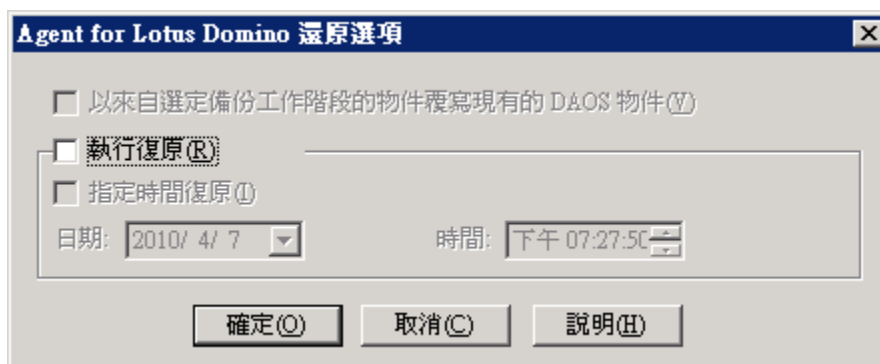 Agent for Lotus Domino 還原選項
以來自選定備份工作階段的物件覆寫現有的 DAOS 物件(V)
執行復原(R)
指定時間復原(I)
日期: 2010/ 4/ 7 時間: 下午 07:27:50
確定(O) 取消(C) 說明(H)